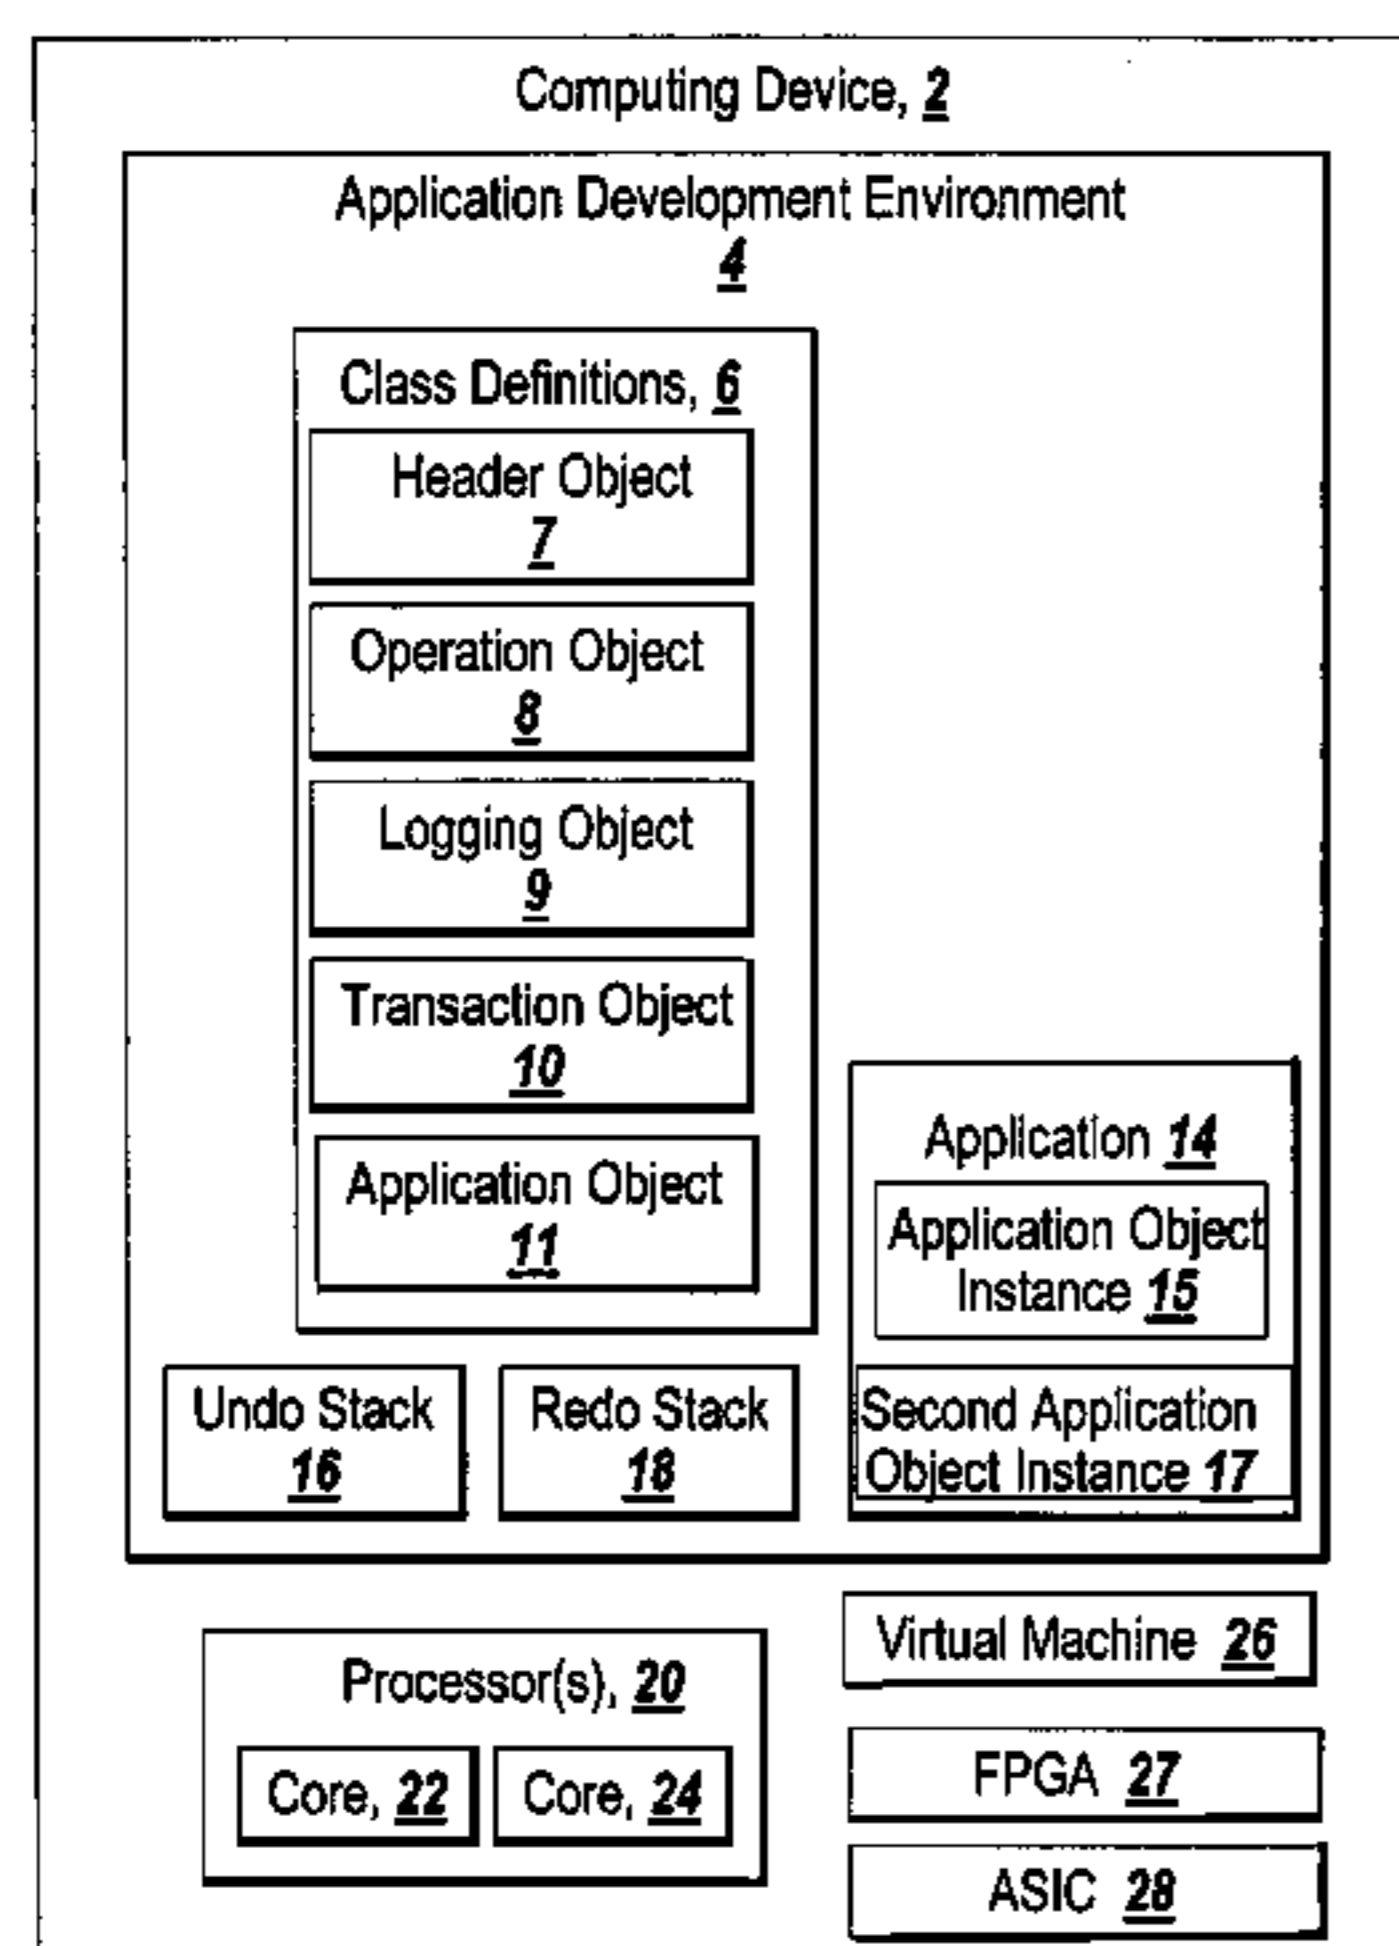 Computing Device, 2
Application Development Environment
4
Class Definitions, 6
Header Object
7
Operation Object
8
Logging Object
9
Transaction Object
10
Application Object
11
Application 14
Application Object
Instance 15
Undo Stack
16
Redo Stack
18
Second Application
Object Instance 17
Processor(s), 20
Core, 22
Core, 24
Virtual Machine 26
FPGA 27
ASIC 28